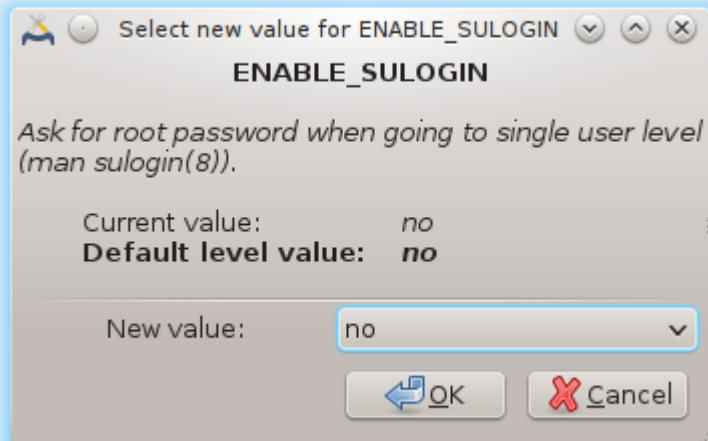 Select new value for ENABLE_SULOGIN
ENABLE_SULOGIN
Ask for root password when going to single user level
(man sulogin(8)).
Current value: no
Default level value: no
New value: no
OK Cancel